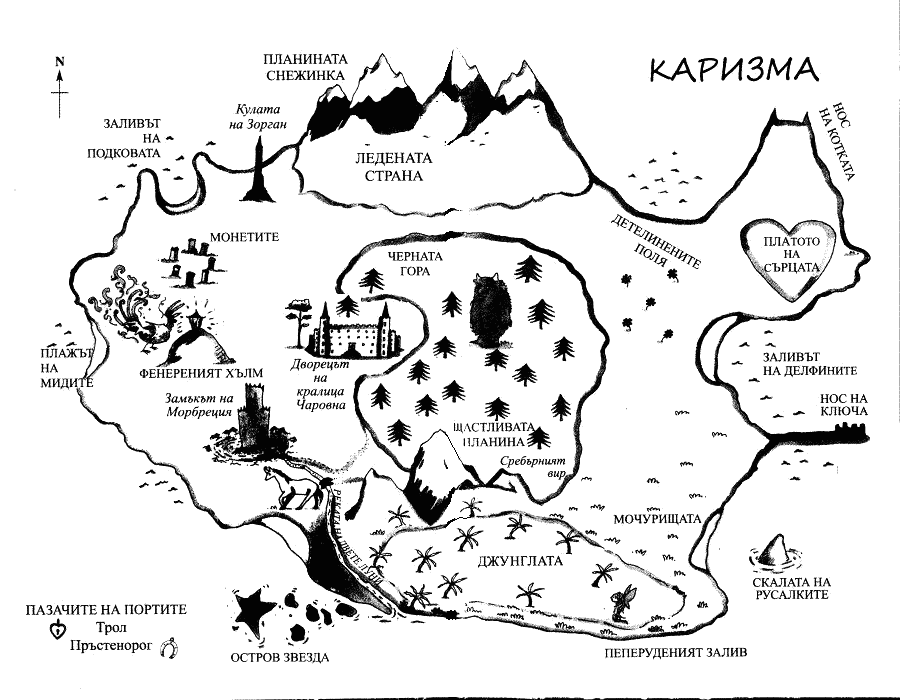 КАРИЗМА
N
ПЛАНИНАТА
СНЕЖИНКА
Кулата
на Зорган
ЗАЛИВЪТ
НА
ПОДКОВАТА
ЛЕДЕНАТА
СТРАНА
НОС
НА КОТКАТА
ДЕТЕЛИНЕНИТЕ
ПОЛЯ
ПЛАТОТО
НА
СЪРЦАТА
МОНЕТИТЕ
ЧЕРНАТА
ГОРА
ПЛАЖЪТ
НА
МИДИТЕ
ФЕНЕРЕНИЯТ ХЪЛМ
Дворецът
на
кралица
Чаровна
ЗАЛИВЪТ
НА ДЕЛФИНИТЕ
Замъкът на
Морбреция
НОС НА
КЛЮЧА
ЩАСТЛИВАТА
ПЛАНИНА
Сребърният
вир
РЕКАТА НА ДВЕТЕ ЛУНИ
МОЧУРИЩАТА
ДЖУНГЛАТА
СКАЛАТА НА
РУСАЛКИТЕ
ПАЗАЧИТЕ НА ПОРТИТЕ
Трол
Пръстенорог
ОСТРОВ ЗВЕЗДА
ПЕПЕРУДЕНИЯТ ЗАЛИВ